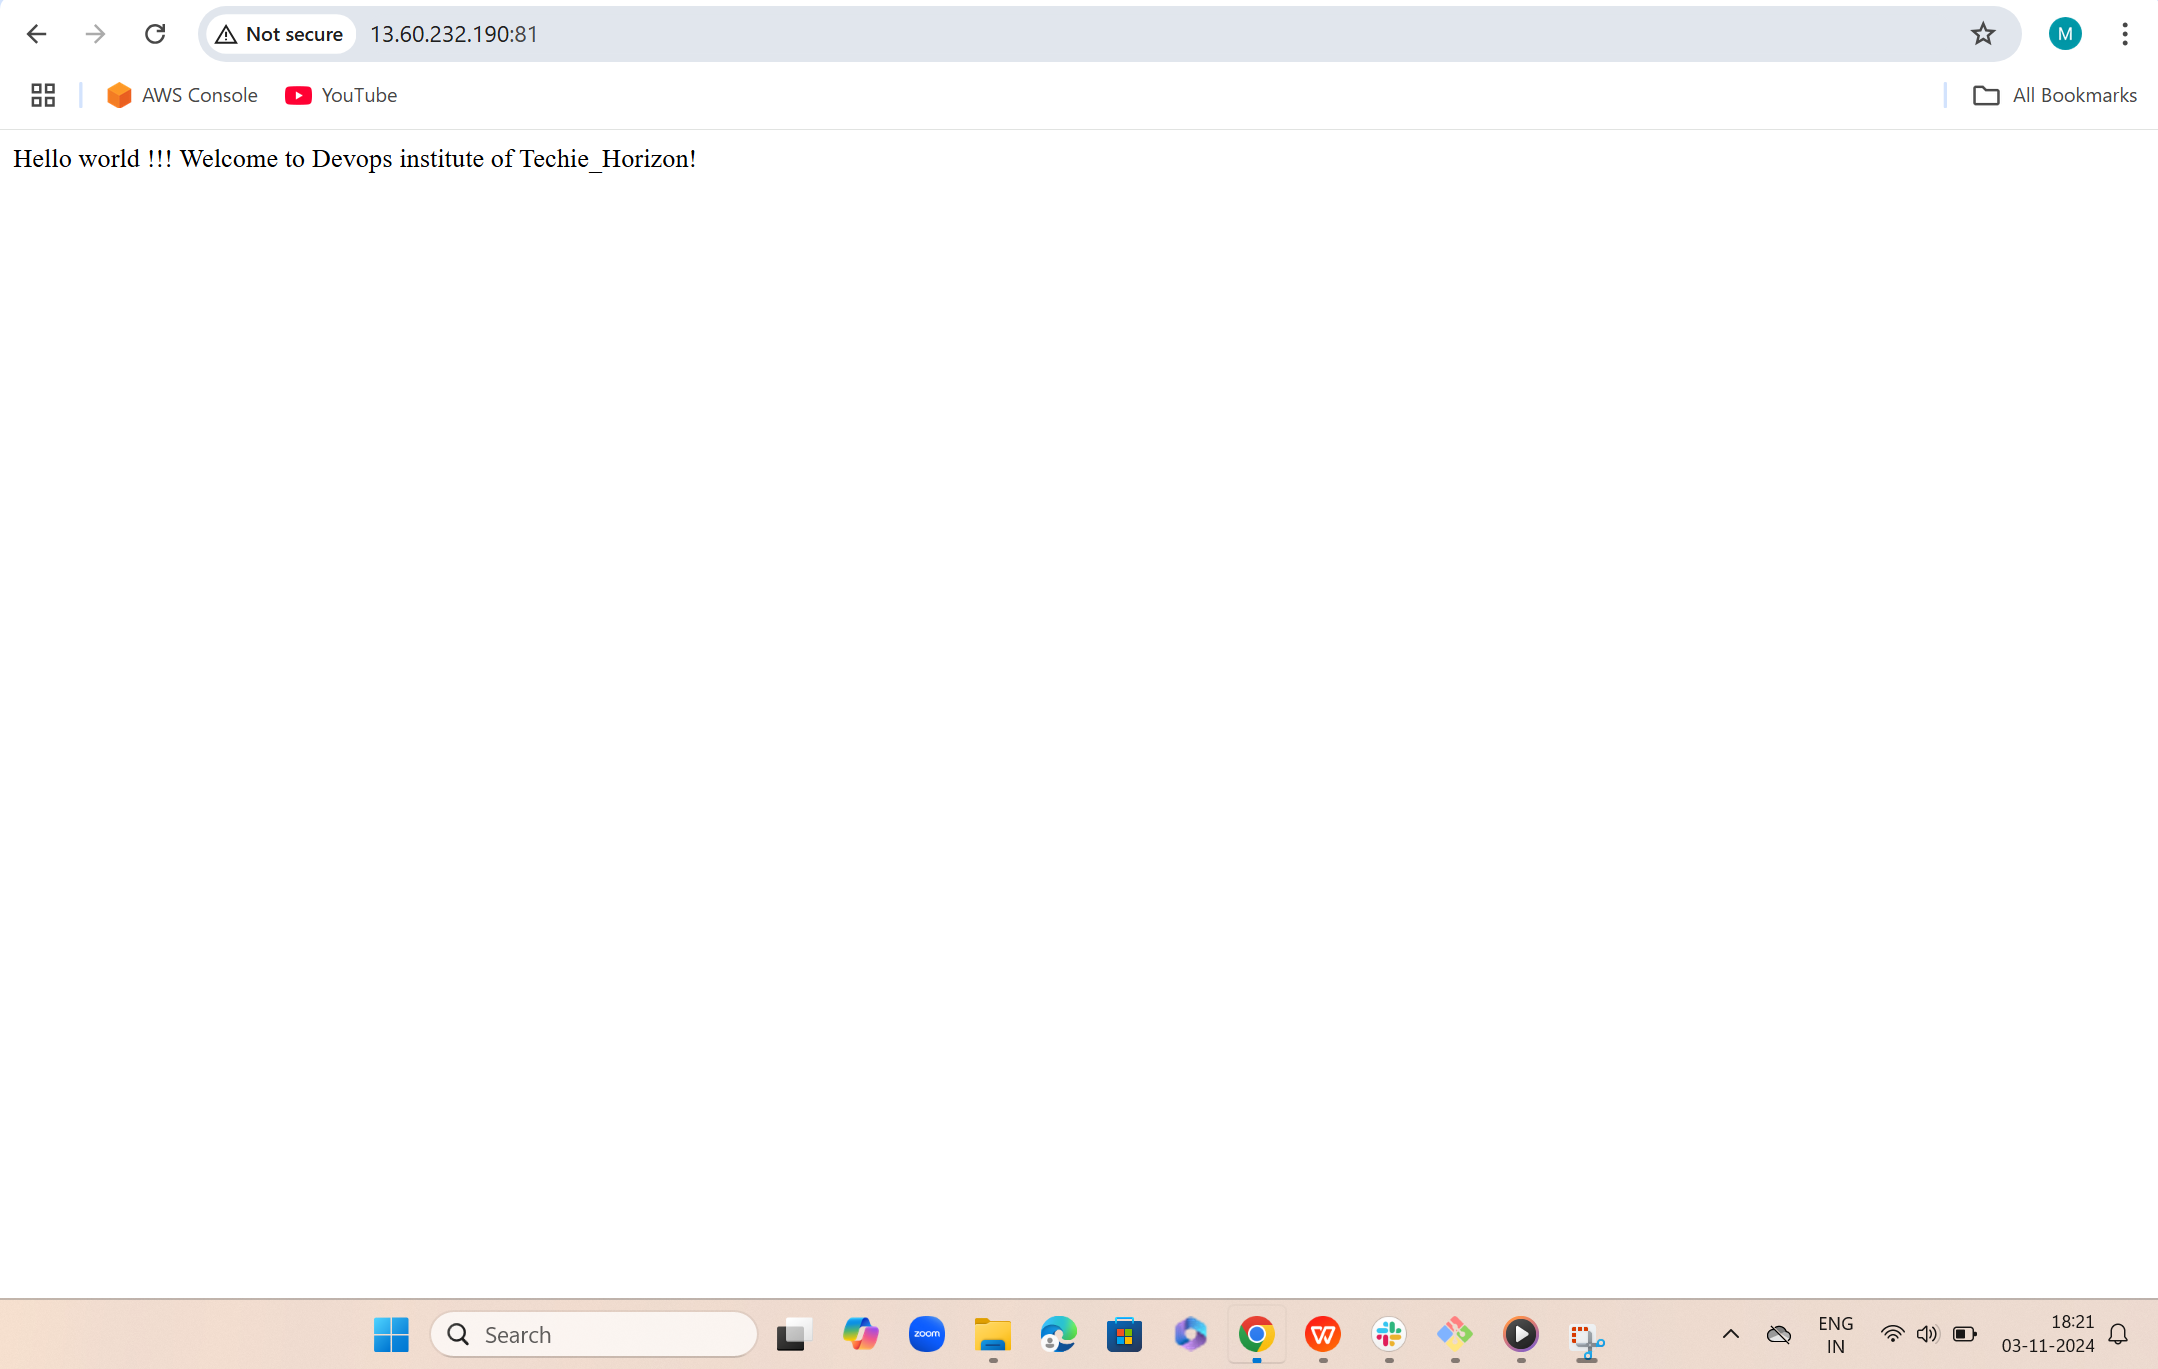 Not secure 13.60.232.190:81 M
AWS Console YouTube All Bookmarks
Hello world !!! Welcome to Devops institute of Techie_Horizon!
Search zoom ENG 18:21
IN 03-11-2024